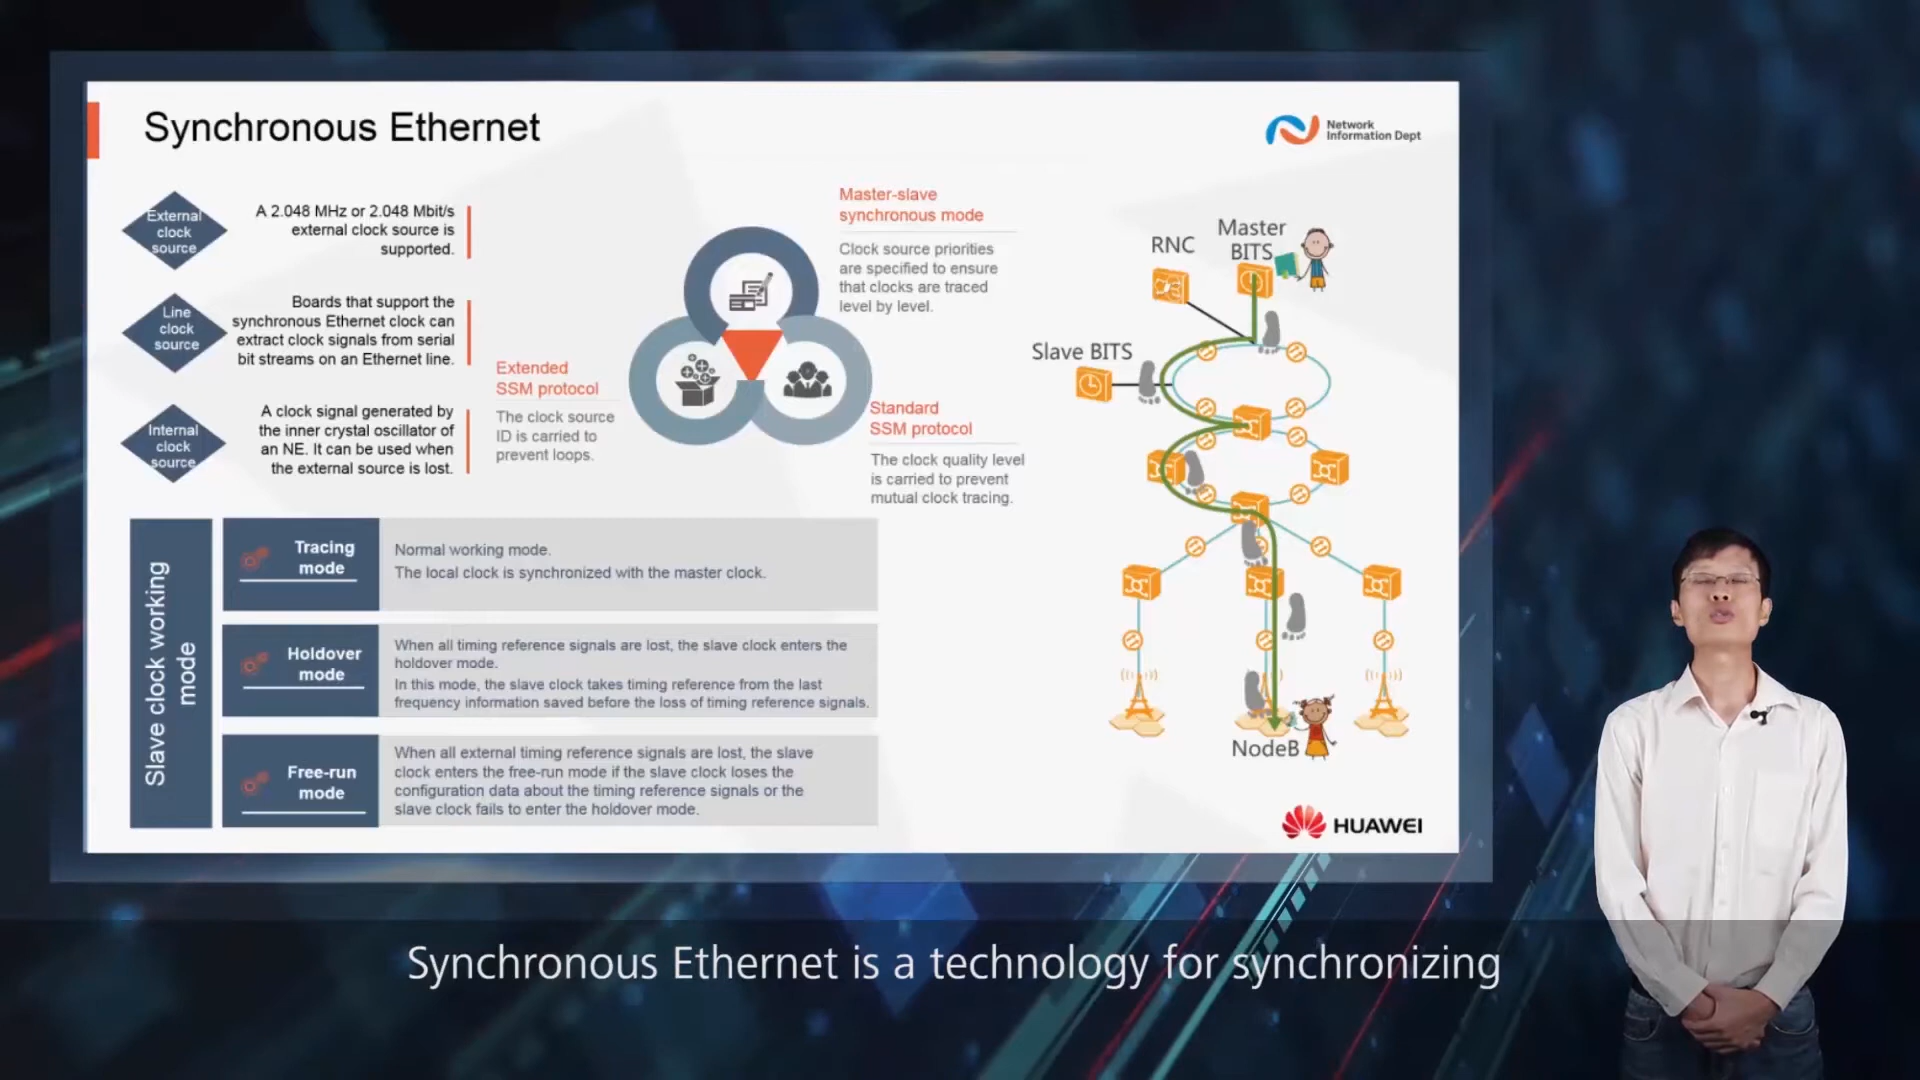 Synchronous Ethernet
Network
Information Dept
External
clock
source
A 2.048 MHz or 2.048 Mbit/s
external clock source is
supported.
Line
clock
source
Boards that support the
synchronous Ethernet clock can
extract clock signals from serial
bit streams on an Ethernet line.
Internal
clock
source
A clock signal generated by
the inner crystal oscillator of
an NE. It can be used when
the external source is lost.
Extended
SSM protocol
The clock source
ID is carried to
prevent loops.
Master-slave
synchronous mode
Clock source priorities
are specified to ensure
that clocks are traced
level by level.
Standard
SSM protocol
The clock quality level
is carried to prevent
mutual clock tracing.
RNC
Master
BITS
Slave BITS
NodeB
Slave clock working
mode
Tracing
mode
Normal working mode.
The local clock is synchronized with the master clock.
Holdover
mode
When all timing reference signals are lost, the slave clock enters the
holdover mode.
In this mode, the slave clock takes timing reference from the last
frequency information saved before the loss of timing reference signals.
Free-run
mode
When all external timing reference signals are lost, the slave
clock enters the free-run mode if the slave clock loses the
configuration data about the timing reference signals or the
slave clock fails to enter the holdover mode.
HUAWEI
Synchronous Ethernet is a technology for synchronizing